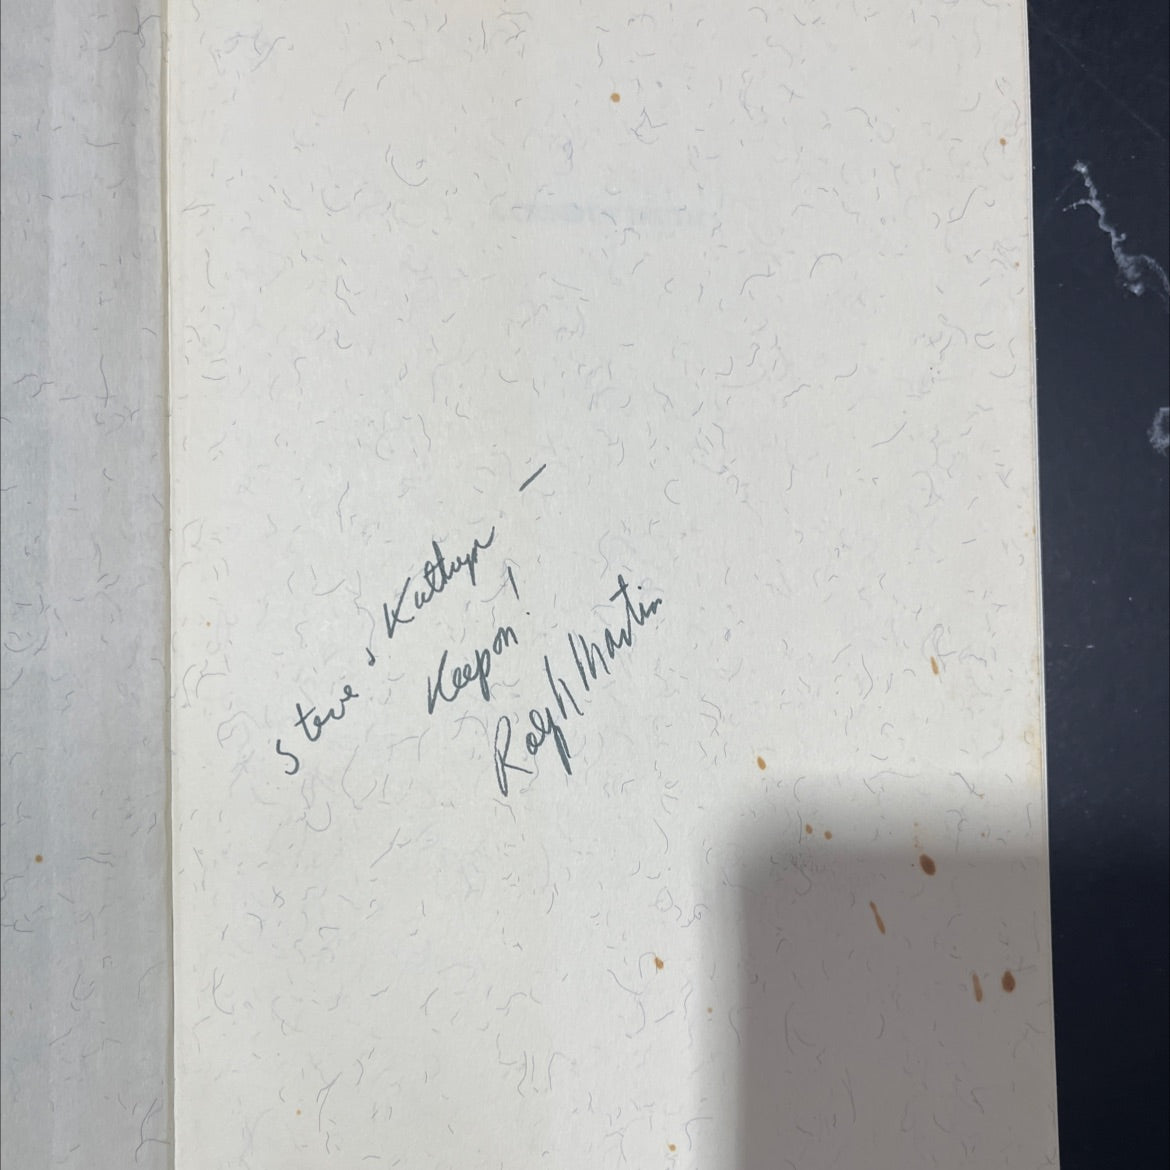 Steve & Kathryn —
Keep on!
Ralph Martin